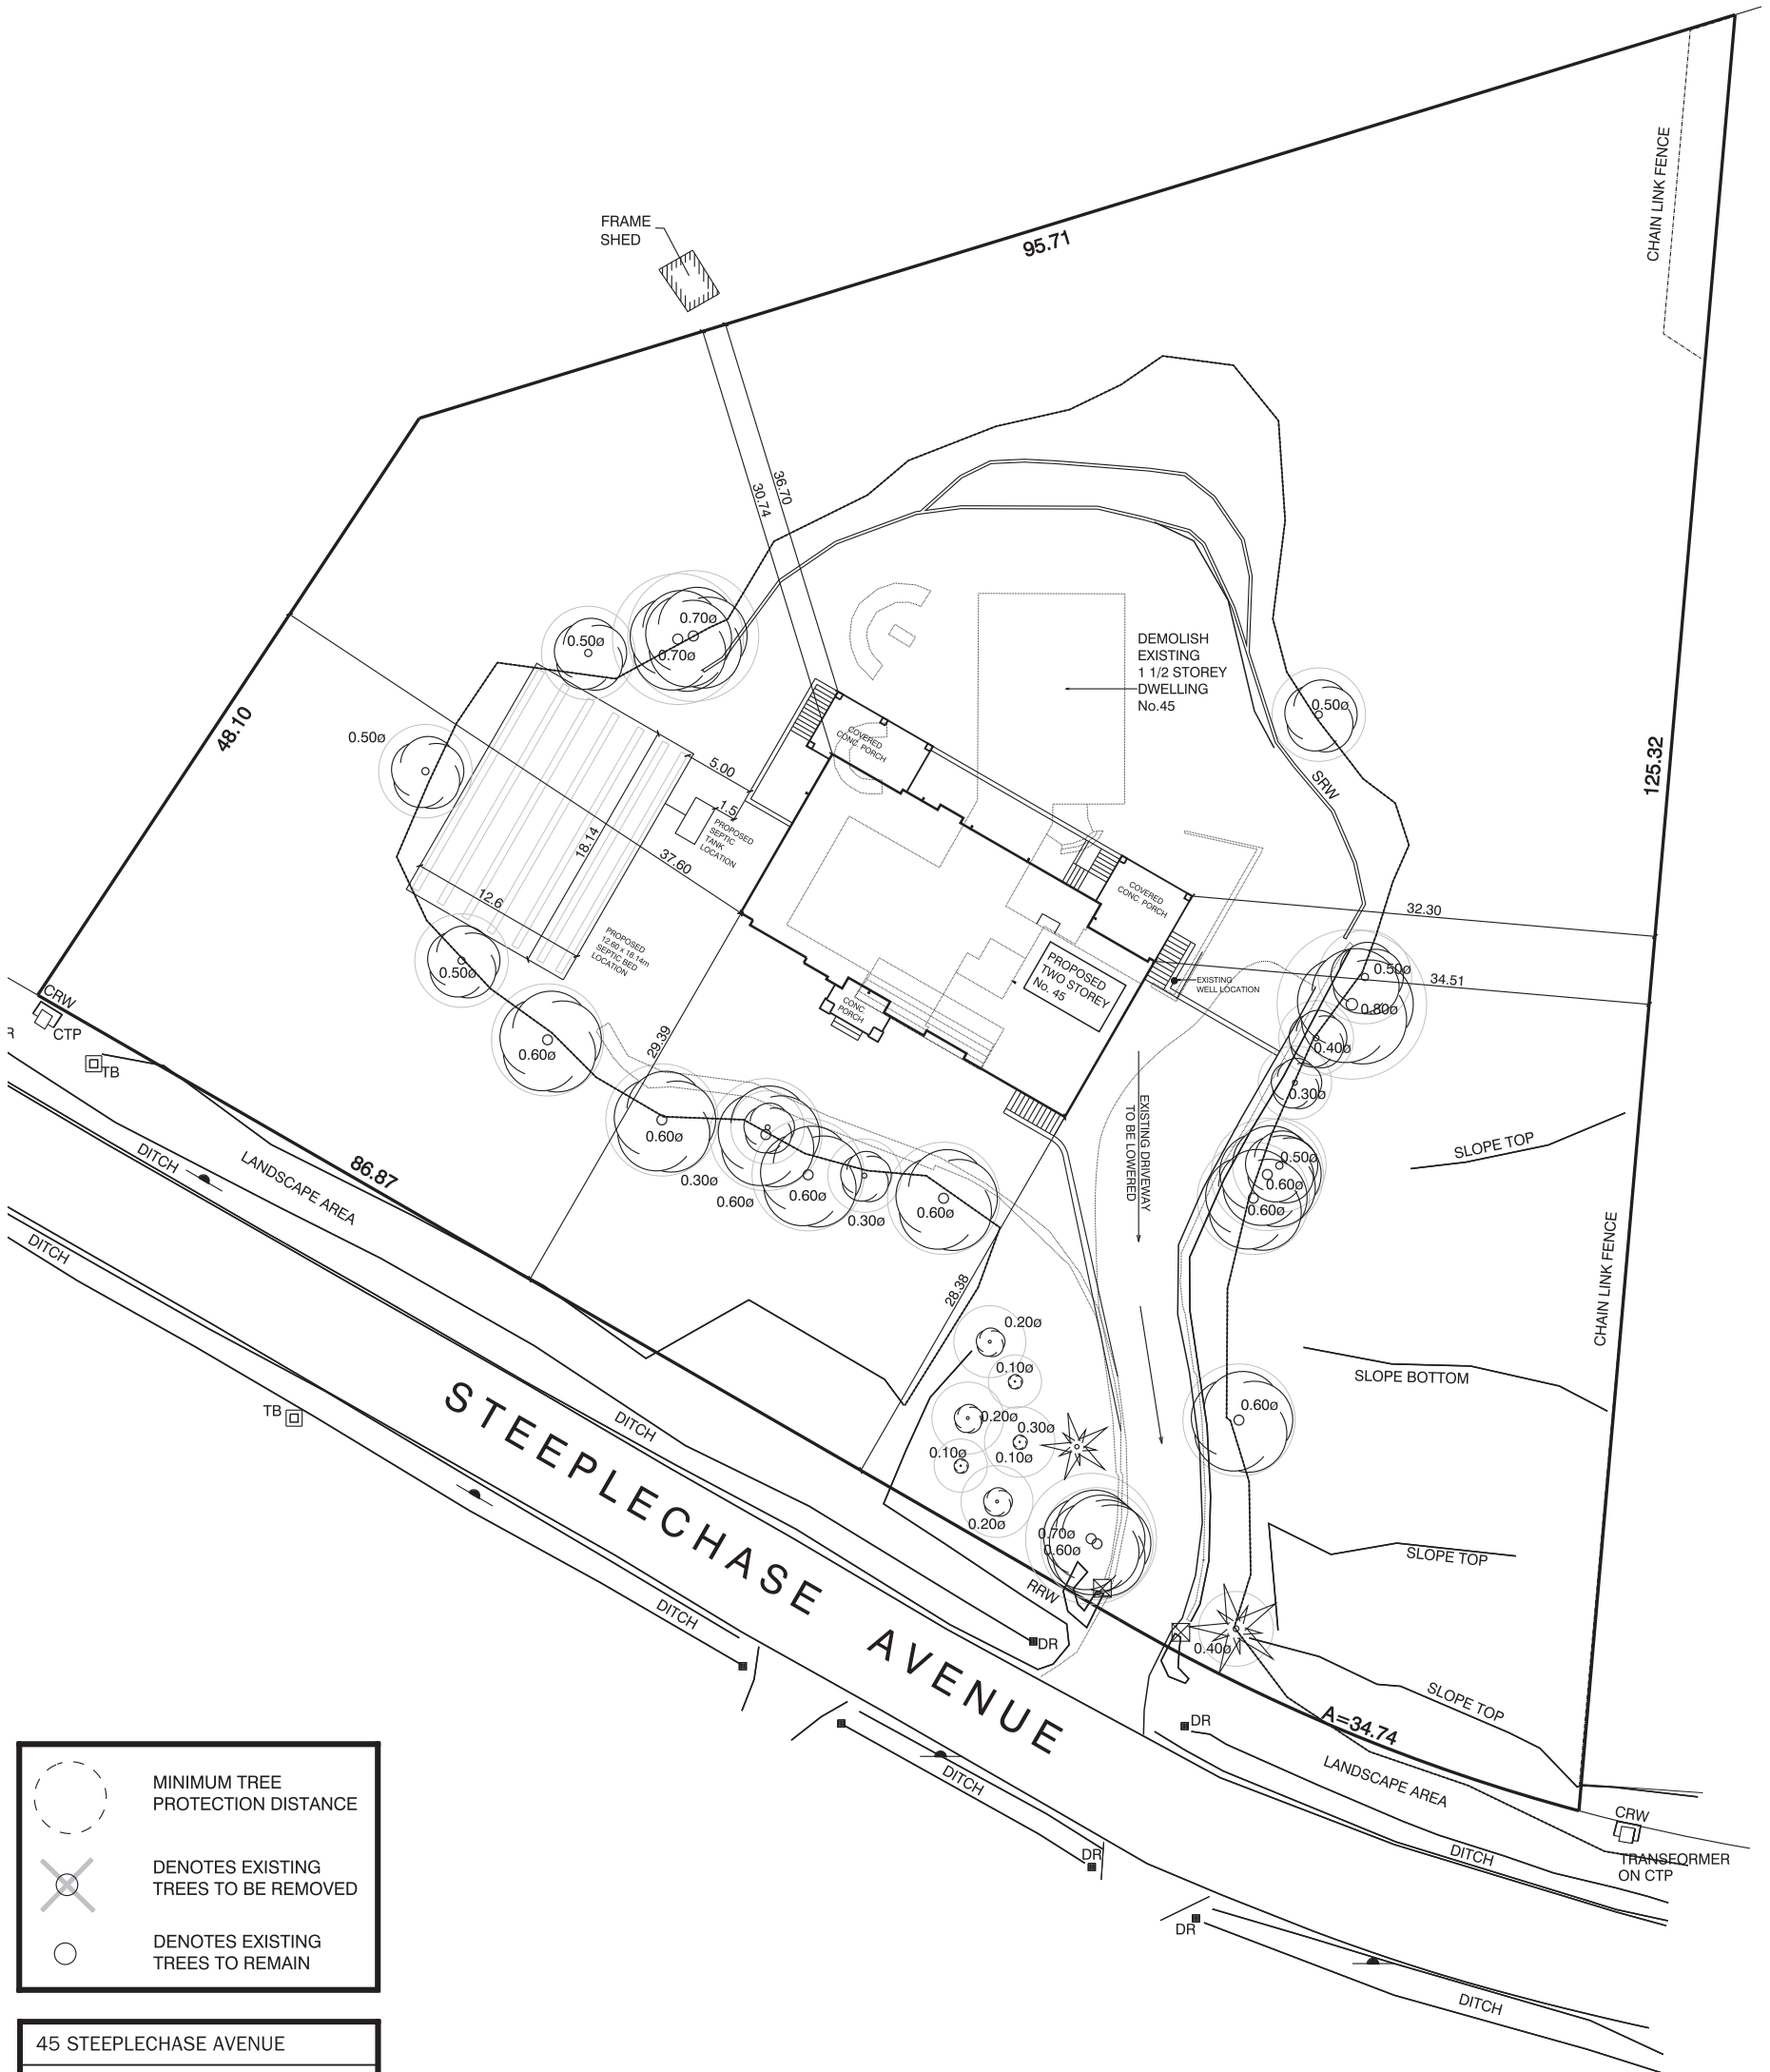 FRAME
SHED
95.71
CHAIN LINK FENCE
36.70
30.74
0.50ø
0.70ø
0.70ø
DEMOLISH
EXISTING
1 1/2 STOREY
DWELLING
No.45
0.50ø
48.10
0.50ø
COVERED
CONC. PORCH
5.00
1.5
SRW
125.32
PROPOSED
SEPTIC
TANK
LOCATION
18.14
37.60
12.6
COVERED
CONC. PORCH
32.30
PROPOSED
12.60 x 18.14m
SEPTIC BED
LOCATION
0.50ø
PROPOSED
TWO STOREY
No. 45
EXISTING
WELL LOCATION
0.50ø
34.51
0.80ø
CRW
CTP
R
TB
CONC.
PORCH
29.39
0.60ø
0.40ø
0.30ø
0.60ø
EXISTING DRIVEWAY
TO BE LOWERED
SLOPE TOP
DITCH
LANDSCAPE AREA
86.87
0.30ø
0.60ø
0.60ø
0.30ø
0.60ø
0.50ø
0.60ø
0.60ø
DITCH
CHAIN LINK FENCE
28.38
0.20ø
0.10ø
SLOPE BOTTOM
TB
0.20ø
0.30ø
0.10ø
0.10ø
0.60ø
DITCH
STEEPLECHASE AVENUE
0.20ø
0.70ø
0.60ø
SLOPE TOP
RRW
DITCH
DR
0.40ø
SLOPE TOP
A=34.74
DR
LANDSCAPE AREA
DITCH
CRW
TRANSFORMER
ON CTP
DITCH
DR
DR
DITCH
MINIMUM TREE
PROTECTION DISTANCE
DENOTES EXISTING
TREES TO BE REMOVED
DENOTES EXISTING
TREES TO REMAIN
45 STEEPLECHASE AVENUE